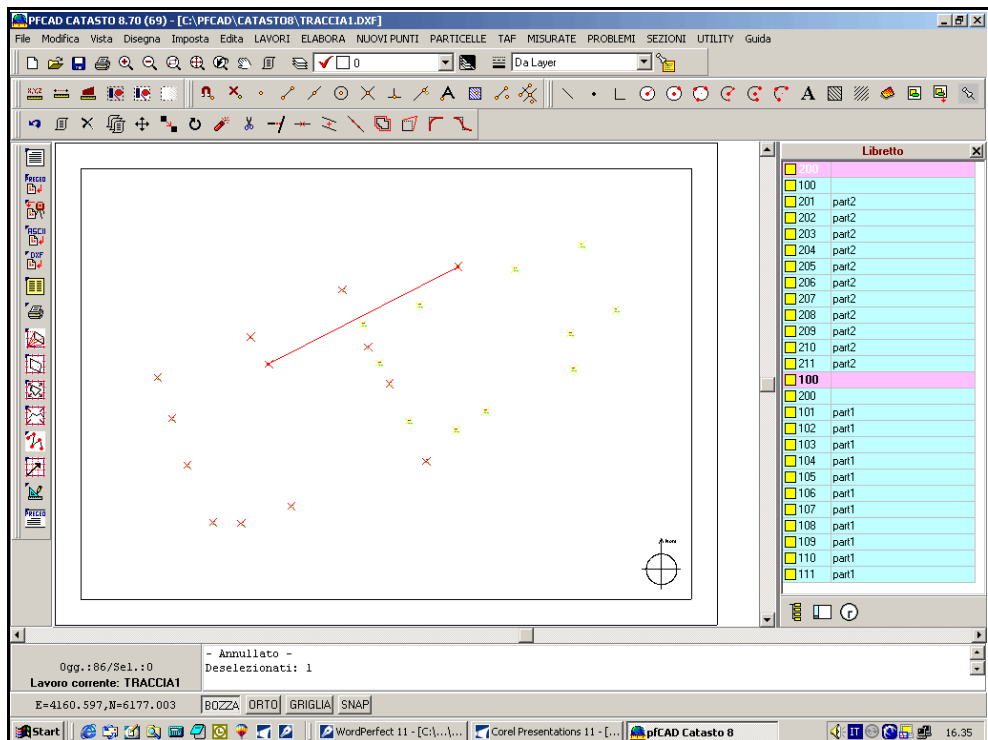 PFCAD CATASTO 8.70 (69) - [C:\PFCAD\CATASTO8\TRACCIA1.DXF]
File Modifica Vista Disegna Imposta Edita LAVORI ELABORA NUOVI PUNTI PARTICELLE TAF MISURATE PROBLEMI SEZIONI UTILITY Guida
0
Da Layer
X,Y,Z
A
A
PREGEO
ASCII
DXF
PREGEO
Libretto
200
100
201 part2
202 part2
203 part2
204 part2
205 part2
206 part2
207 part2
208 part2
209 part2
210 part2
211 part2
100
200
101 part1
102 part1
103 part1
104 part1
105 part1
106 part1
107 part1
108 part1
109 part1
110 part1
111 part1
- Annullato -
Deselezionati: 1
Ogg.:86/Sel.:0
Lavoro corrente: TRACCIA1
E=4160.597,N=6177.003
BOZZA ORTO GRIGLIA SNAP
Start
WordPerfect 11 - [C:\...\...
Corel Presentations 11 - [...
pfCAD Catasto 8
IT
16.35